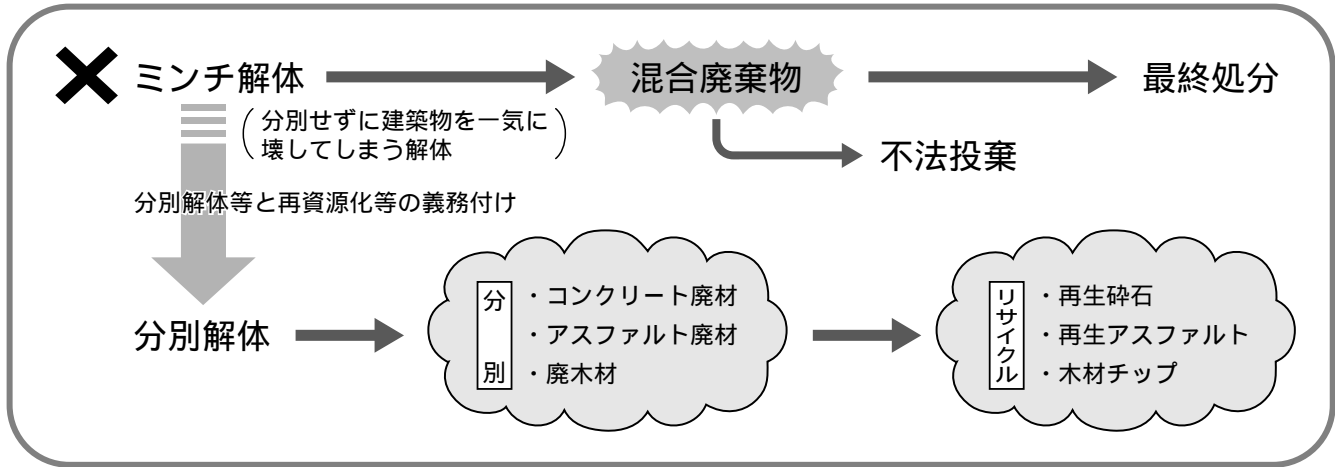 ミンチ解体
混合廃棄物
最終処分
(分別せずに建築物を一気に
壊してしまう解体)
不法投棄
分別解体等と再資源化等の義務付け
分別解体
分別
・コンクリート廃材
・アスファルト廃材
・廃木材
リサイクル
・再生砕石
・再生アスファルト
・木材チップ